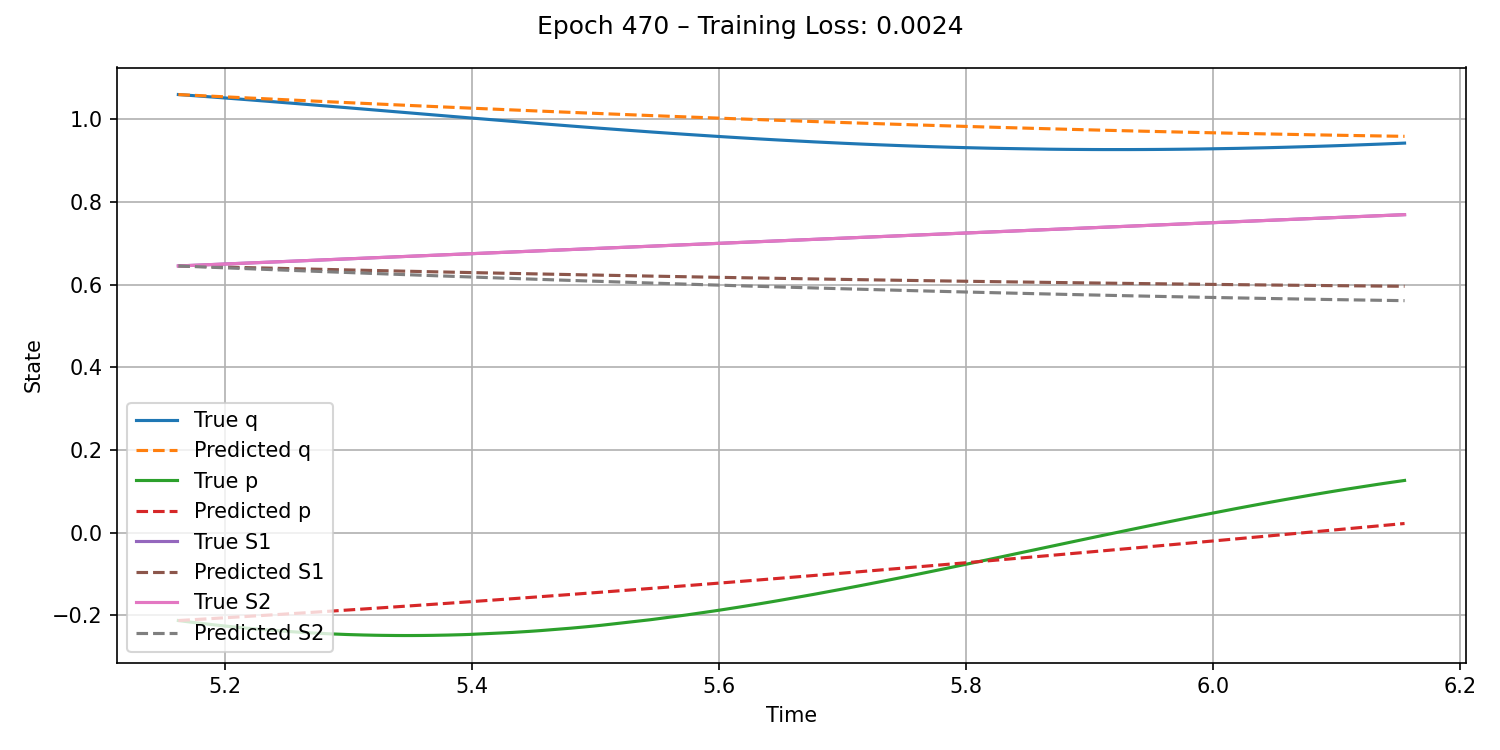 Epoch 470 – Training Loss: 0.0024
1.0
0.8
0.6
0.4
0.2
0.0
−0.2
State
True q
Predicted q
True p
Predicted p
True S1
Predicted S1
True S2
Predicted S2
5.2 5.4 5.6 5.8 6.0 6.2
Time